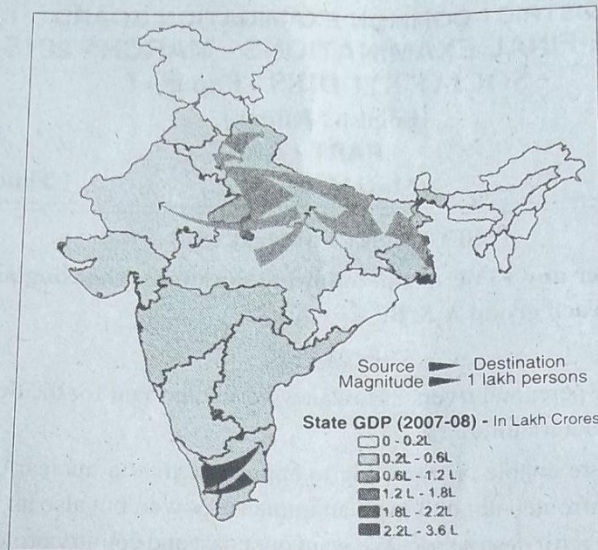 Source Destination
Magnitude 1 lakh persons
State GDP (2007-08) - In Lakh Crores
0 - 0.2L
0.2L - 0.6L
0.6L - 1.2 L
1.2 L - 1.8L
1.8L - 2.2L
2.2L - 3.6 L